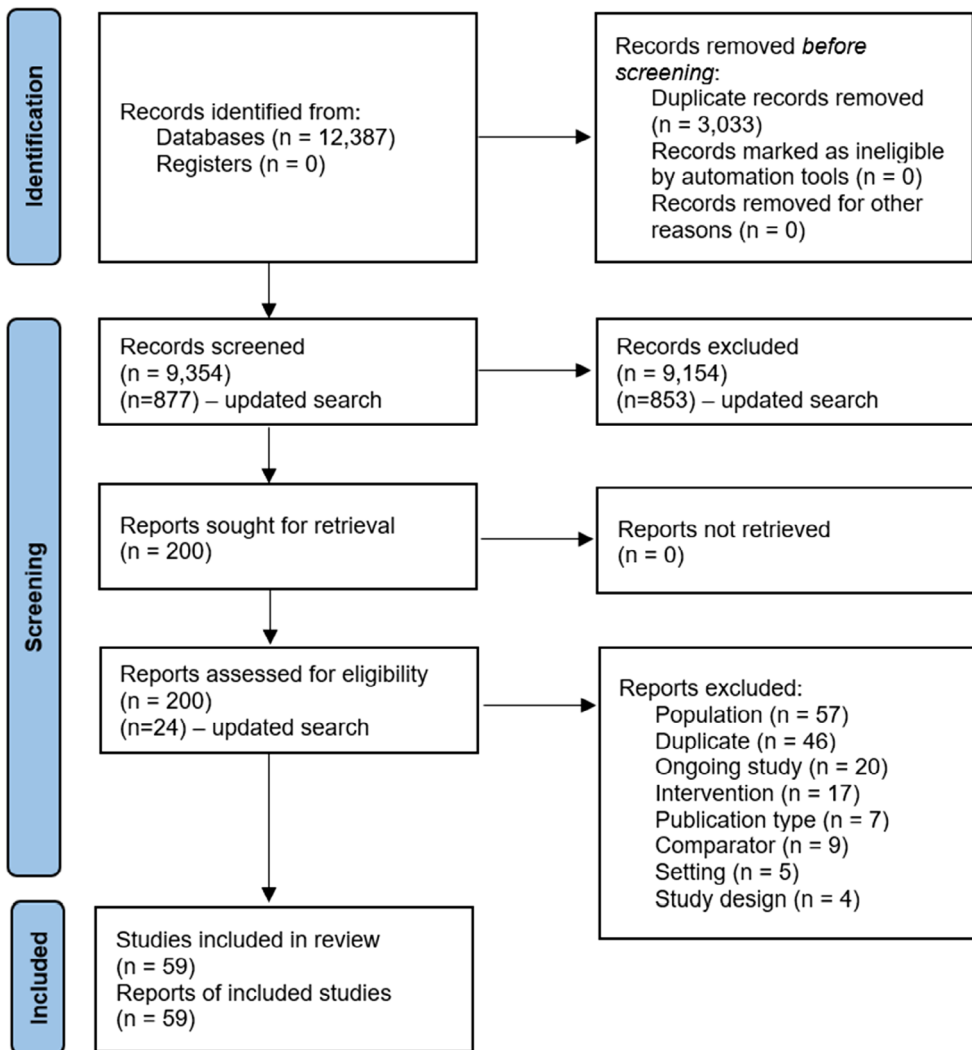 Identification
Records identified from:
Databases (n = 12,387)
Registers (n = 0)
Records removed before
screening:
Duplicate records removed
(n = 3,033)
Records marked as ineligible
by automation tools (n = 0)
Records removed for other
reasons (n = 0)
Screening
Records screened
(n = 9,354)
(n=877) – updated search
Records excluded
(n = 9,154)
(n=853) – updated search
Reports sought for retrieval
(n = 200)
Reports not retrieved
(n = 0)
Reports assessed for eligibility
(n = 200)
(n=24) – updated search
Reports excluded:
Population (n = 57)
Duplicate (n = 46)
Ongoing study (n = 20)
Intervention (n = 17)
Publication type (n = 7)
Comparator (n = 9)
Setting (n = 5)
Study design (n = 4)
Included
Studies included in review
(n = 59)
Reports of included studies
(n = 59)